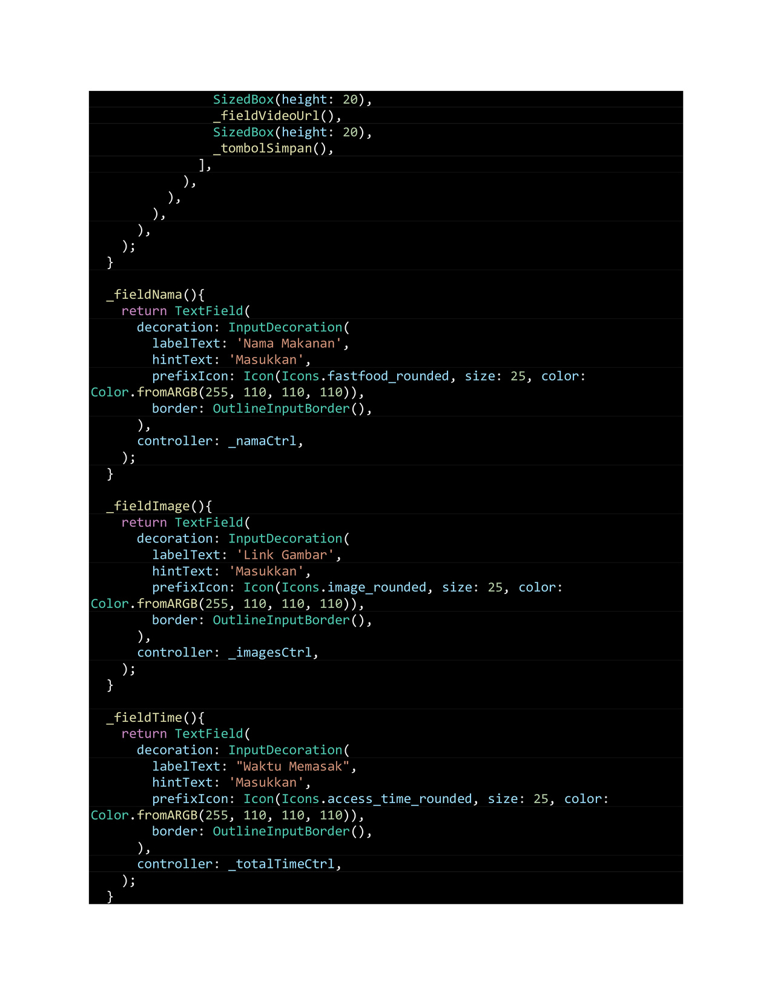 SizedBox(height: 20),
                _fieldVideoUrl(),
                SizedBox(height: 20),
                _tombolSimpan(),
              ],
            ),
          ),
        ),
      ),
    );
  }

  _fieldNama(){
    return TextField(
      decoration: InputDecoration(
        labelText: 'Nama Makanan',
        hintText: 'Masukkan',
        prefixIcon: Icon(Icons.fastfood_rounded, size: 25, color:
Color.fromARGB(255, 110, 110, 110)),
        border: OutlineInputBorder(),
      ),
      controller: _namaCtrl,
    );
  }

  _fieldImage(){
    return TextField(
      decoration: InputDecoration(
        labelText: 'Link Gambar',
        hintText: 'Masukkan',
        prefixIcon: Icon(Icons.image_rounded, size: 25, color:
Color.fromARGB(255, 110, 110, 110)),
        border: OutlineInputBorder(),
      ),
      controller: _imagesCtrl,
    );
  }

  _fieldTime(){
    return TextField(
      decoration: InputDecoration(
        labelText: "Waktu Memasak",
        hintText: 'Masukkan',
        prefixIcon: Icon(Icons.access_time_rounded, size: 25, color:
Color.fromARGB(255, 110, 110, 110)),
        border: OutlineInputBorder(),
      ),
      controller: _totalTimeCtrl,
    );
  }